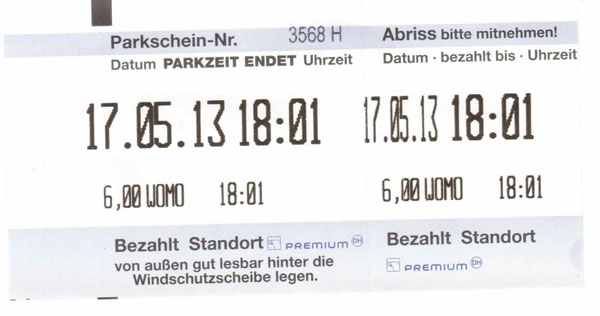 Parkschein-Nr. 3568 H
Datum PARKZEIT ENDET Uhrzeit
17.05.13 18:01
6,00 WOMO 18:01
Bezahlt Standort PREMIUM DH
von außen gut lesbar hinter die
Windschutzscheibe legen.
Abriss bitte mitnehmen!
Datum · bezahlt bis · Uhrzeit
17.05.13 18:01
6,00 WOMO 18:01
Bezahlt Standort
PREMIUM DH